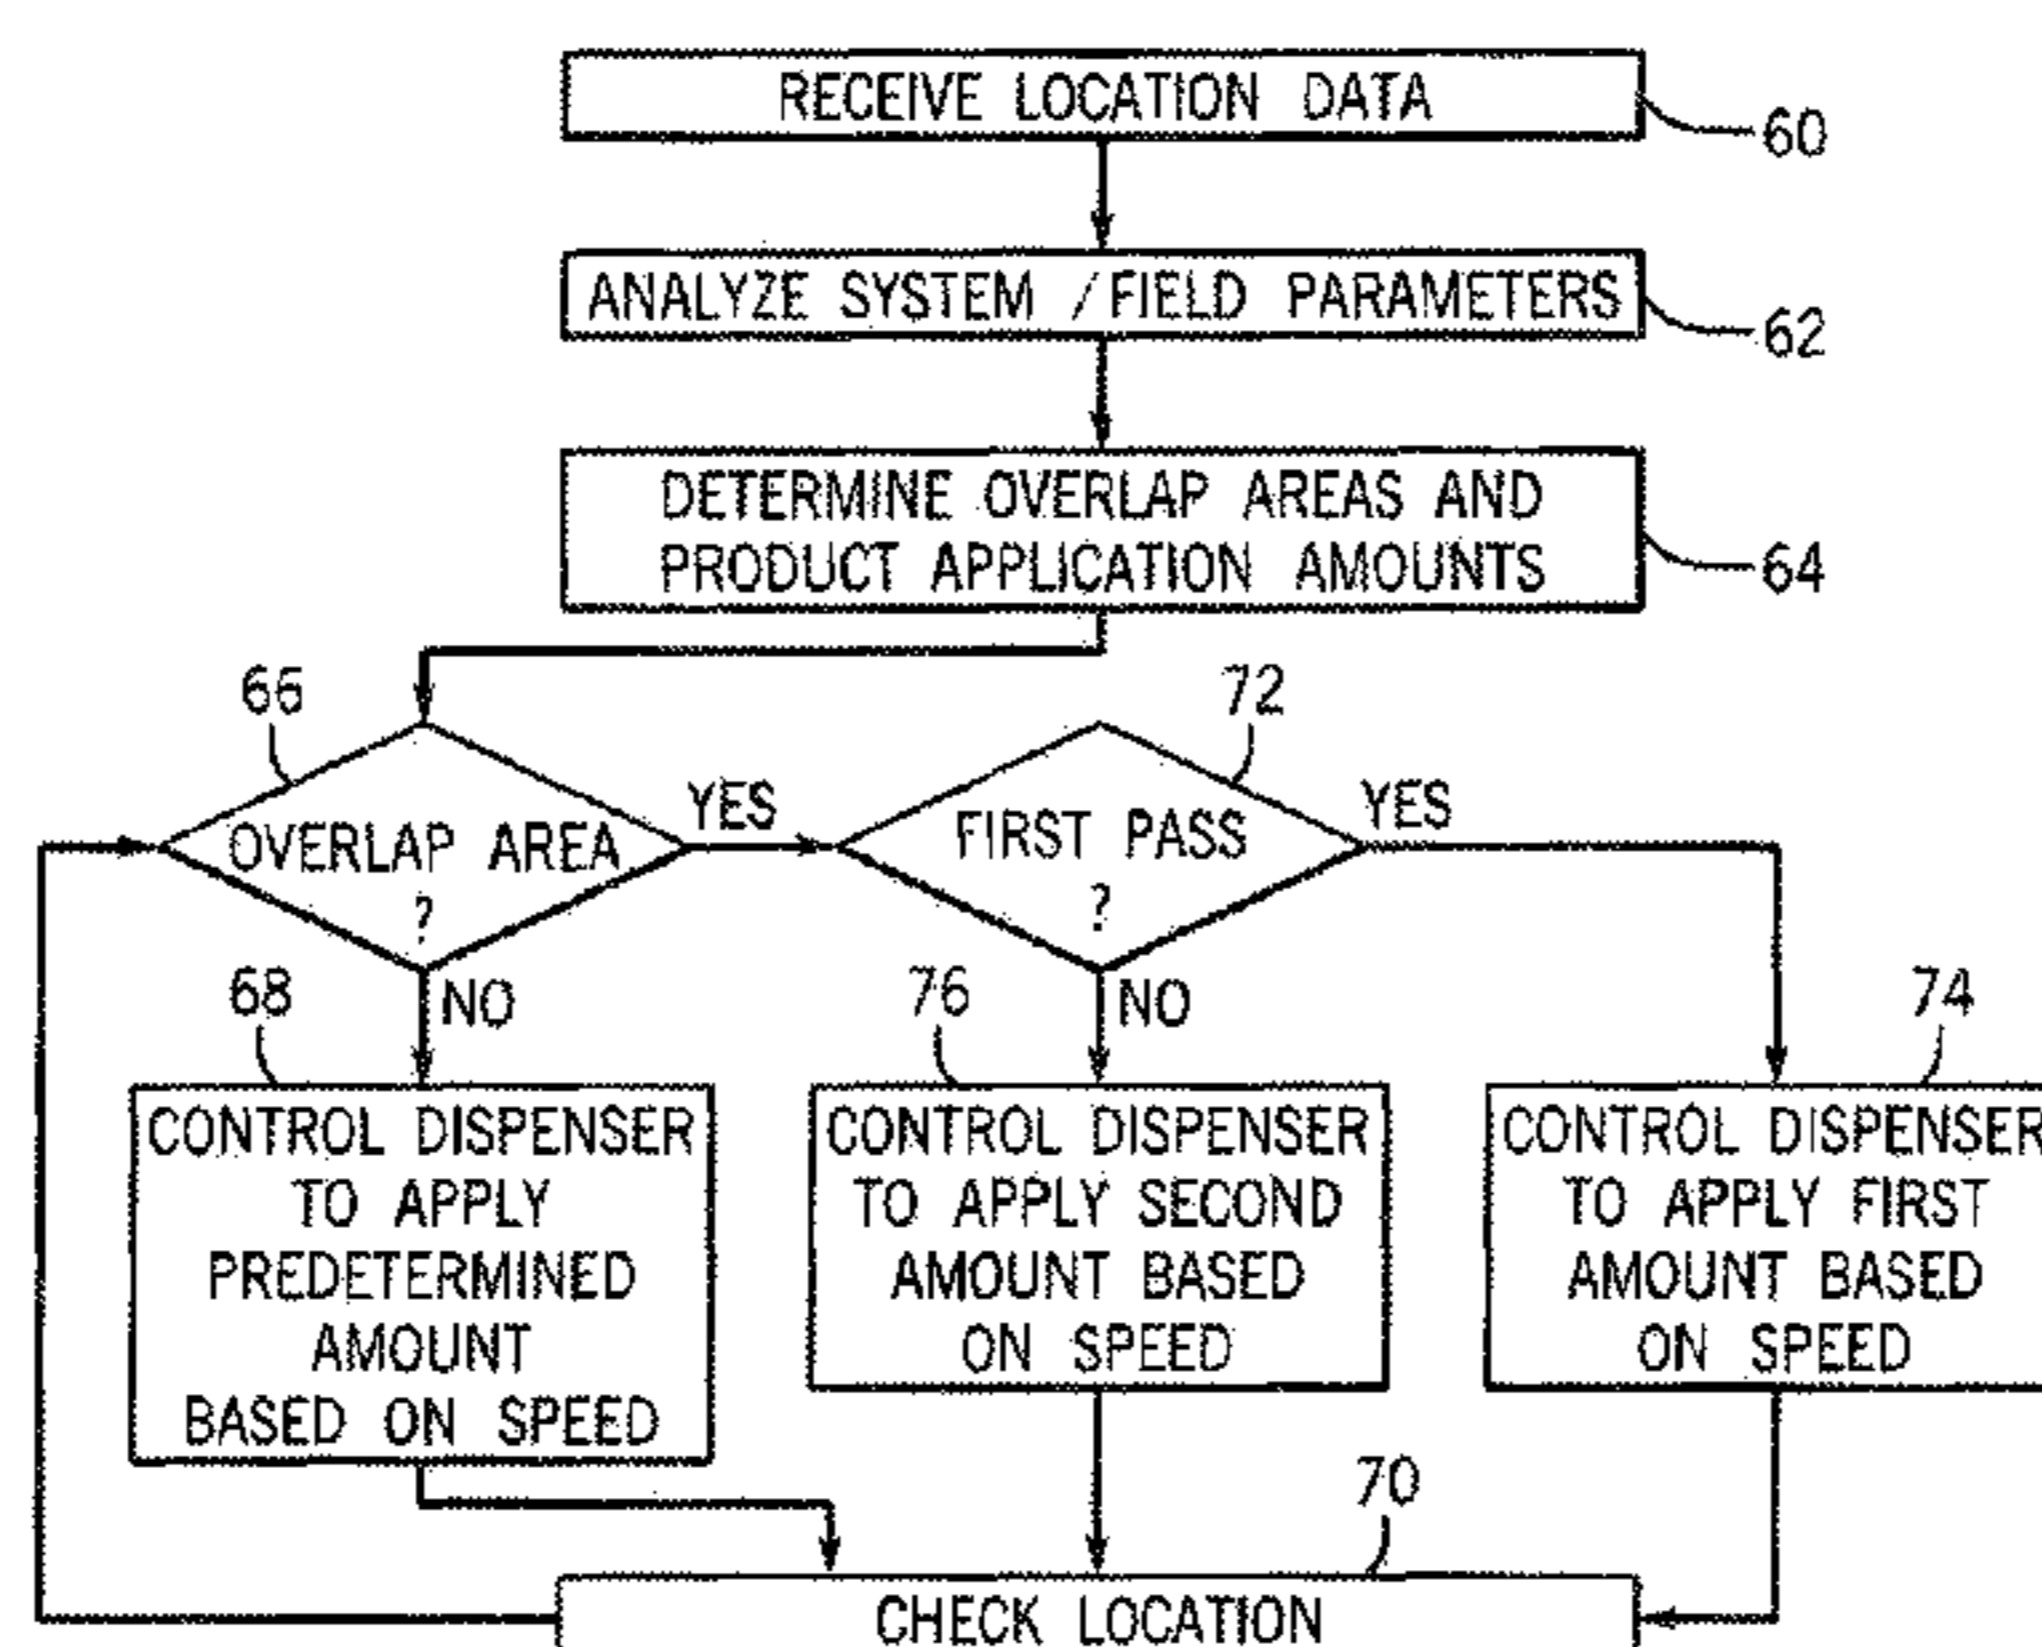 RECEIVE LOCATION DATA
60
ANALYZE SYSTEM / FIELD PARAMETERS
62
DETERMINE OVERLAP AREAS AND
PRODUCT APPLICATION AMOUNTS
64
66
OVERLAP AREA
?
YES
NO
72
FIRST PASS
?
YES
NO
68
CONTROL DISPENSER
TO APPLY
PREDETERMINED
AMOUNT
BASED ON SPEED
76
CONTROL DISPENSER
TO APPLY SECOND
AMOUNT BASED
ON SPEED
74
CONTROL DISPENSER
TO APPLY FIRST
AMOUNT BASED
ON SPEED
70
CHECK LOCATION